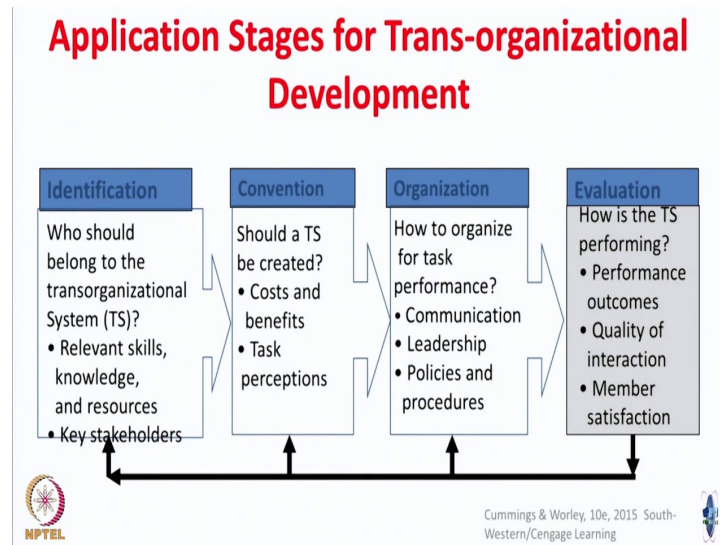 Application Stages for Trans-organizational
Development
Identification
Who should
belong to the
transorganizational
System (TS)?
• Relevant skills,
knowledge,
and resources
• Key stakeholders
Convention
Should a TS
be created?
• Costs and
benefits
• Task
perceptions
Organization
How to organize
for task
performance?
• Communication
• Leadership
• Policies and
procedures
Evaluation
How is the TS
performing?
• Performance
outcomes
• Quality of
interaction
• Member
satisfaction
NPTEL
Cummings & Worley, 10e, 2015 South-
Western/Cengage Learning